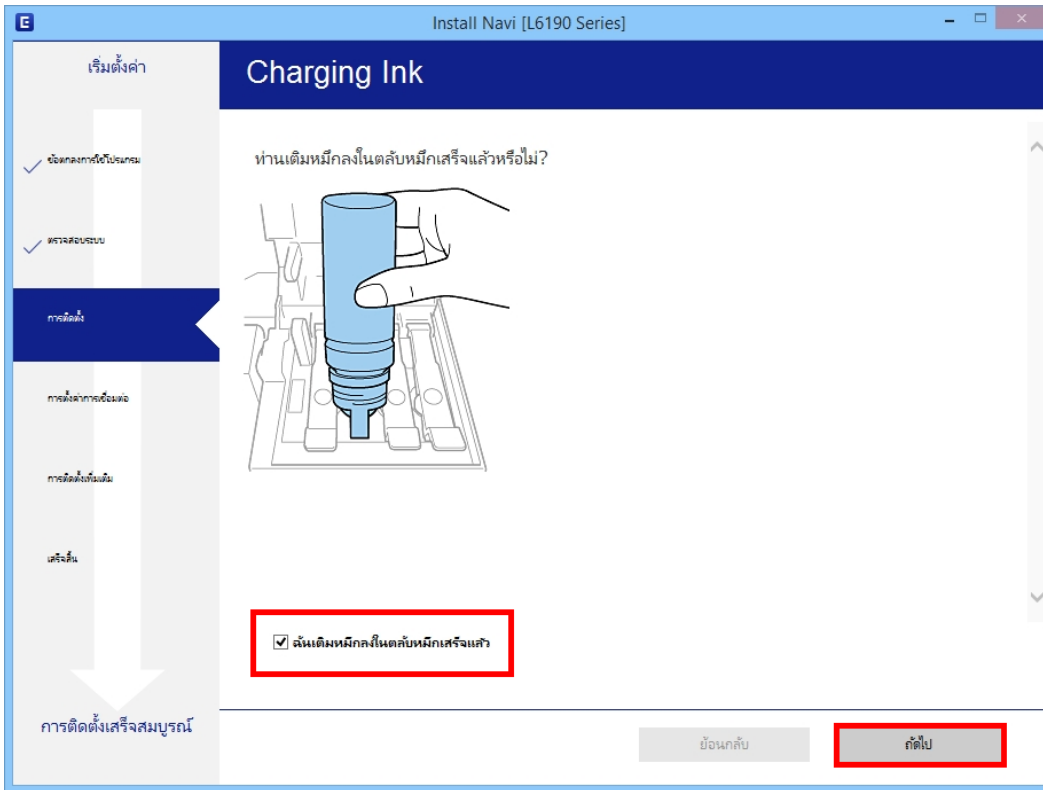 E
Install Navi [L6190 Series]
เริ่มตั้งค่า
Charging Ink
ข้อตกลงการใช้โปรแกรม
ตรวจสอบระบบ
การติดตั้ง
การตั้งค่าการเชื่อมต่อ
การติดตั้งเพิ่มเติม
เสร็จสิ้น
การติดตั้งเสร็จสมบูรณ์
ท่านเติมหมึกลงในตลับหมึกเสร็จแล้วหรือไม่?
ฉันเติมหมึกลงในตลับหมึกเสร็จแล้ว
ย้อนกลับ
ถัดไป